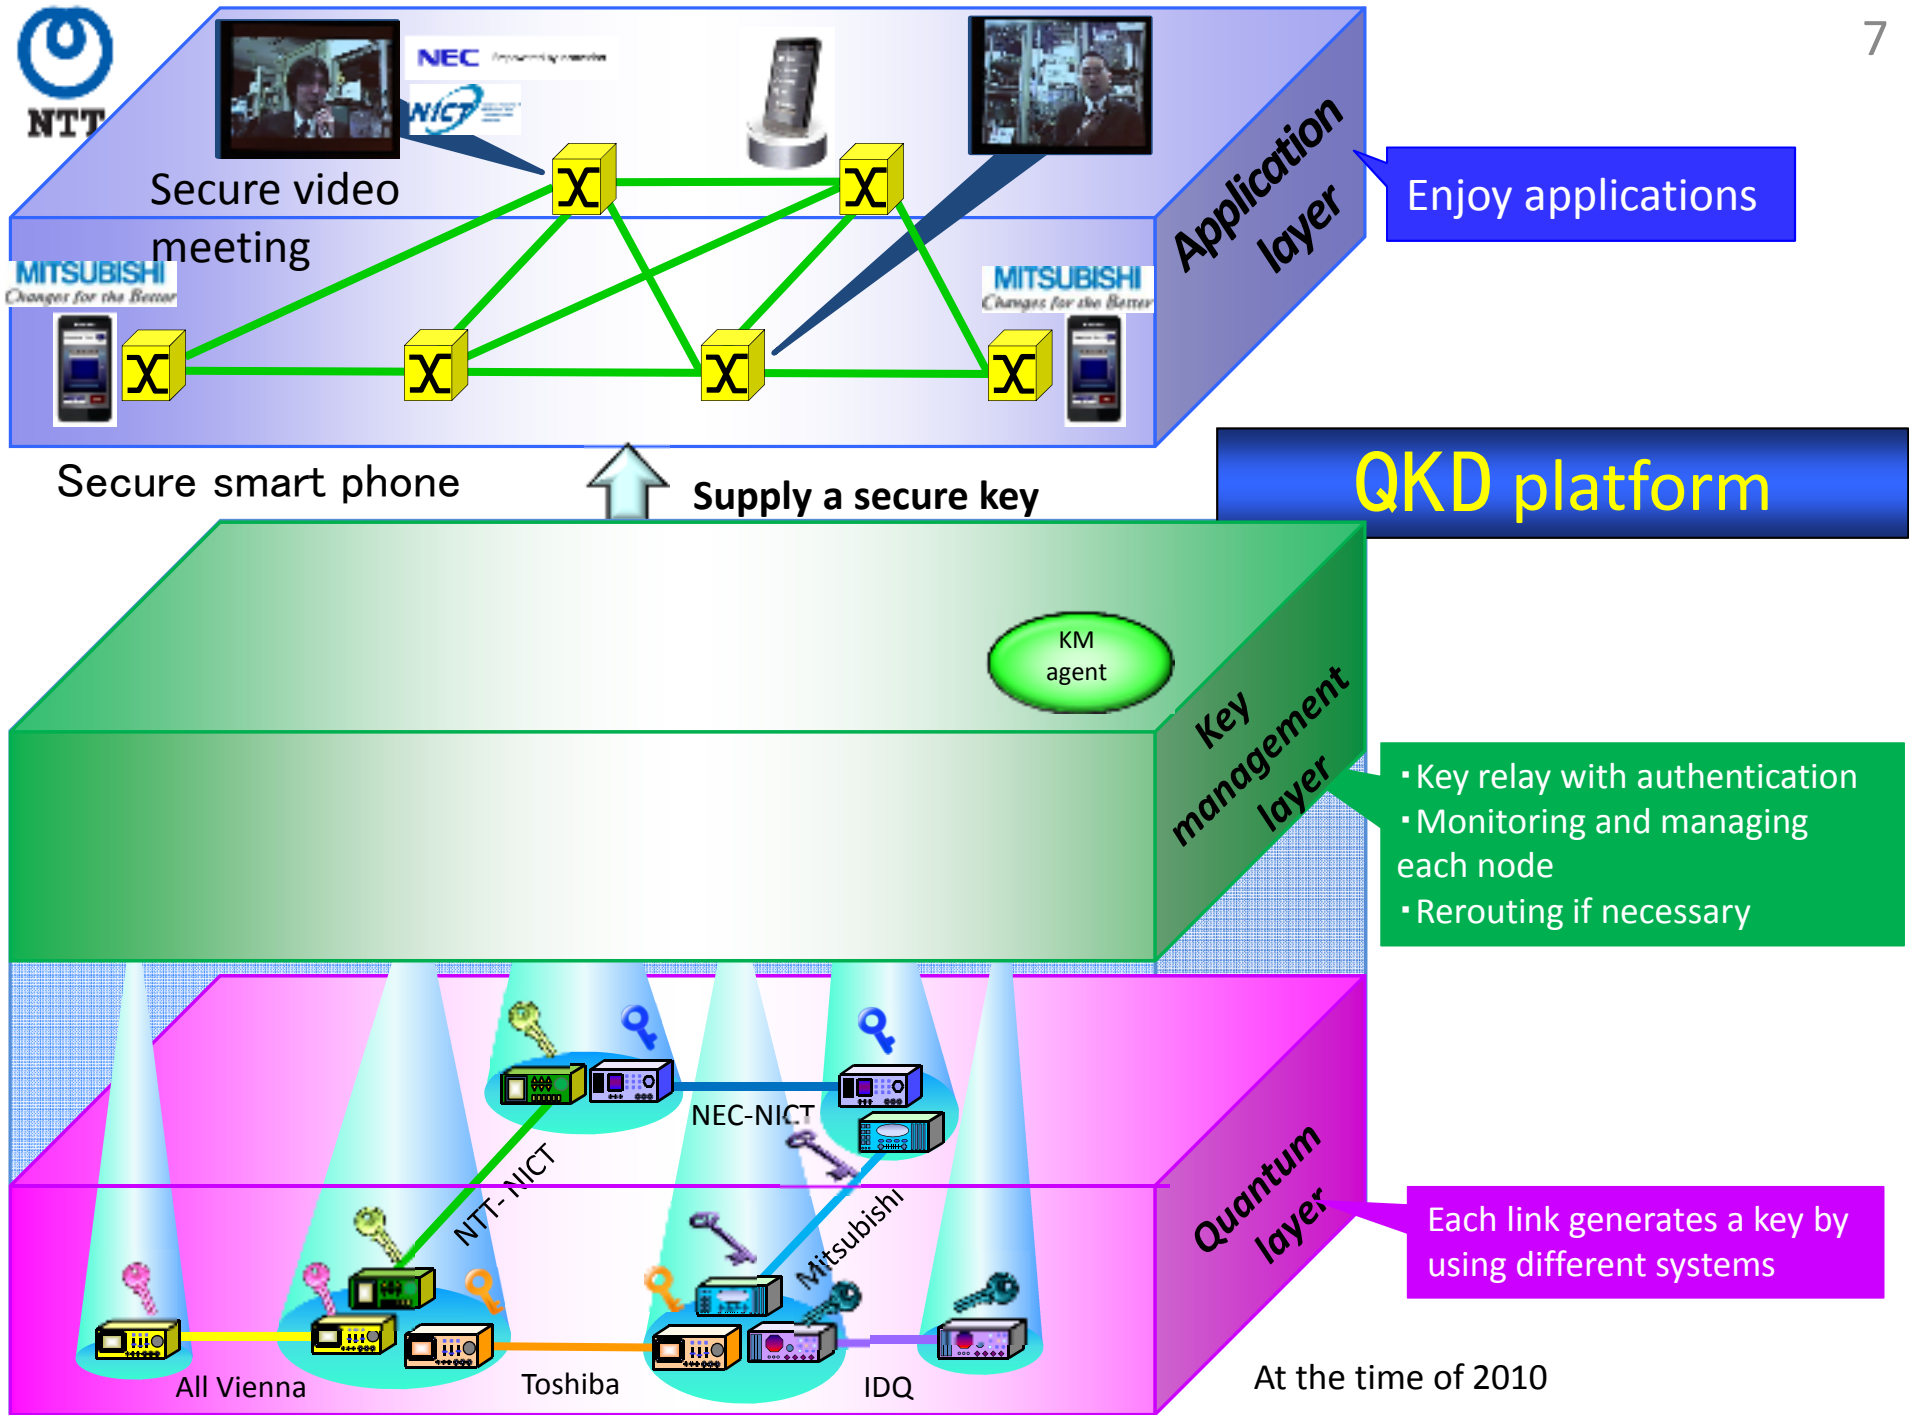 7
NTT
NEC Empowered by Innovation
NICT
Secure video
meeting
Application
layer
Enjoy applications
MITSUBISHI
Changes for the Better
MITSUBISHI
Changes for the Better
Secure smart phone
Supply a secure key
QKD platform
KM
agent
Key
management
layer
・Key relay with authentication
・Monitoring and managing
each node
・Rerouting if necessary
NEC-NICT
NTT- NICT
Mitsubishi
Quantum
layer
Each link generates a key by
using different systems
All Vienna
Toshiba
IDQ
At the time of 2010